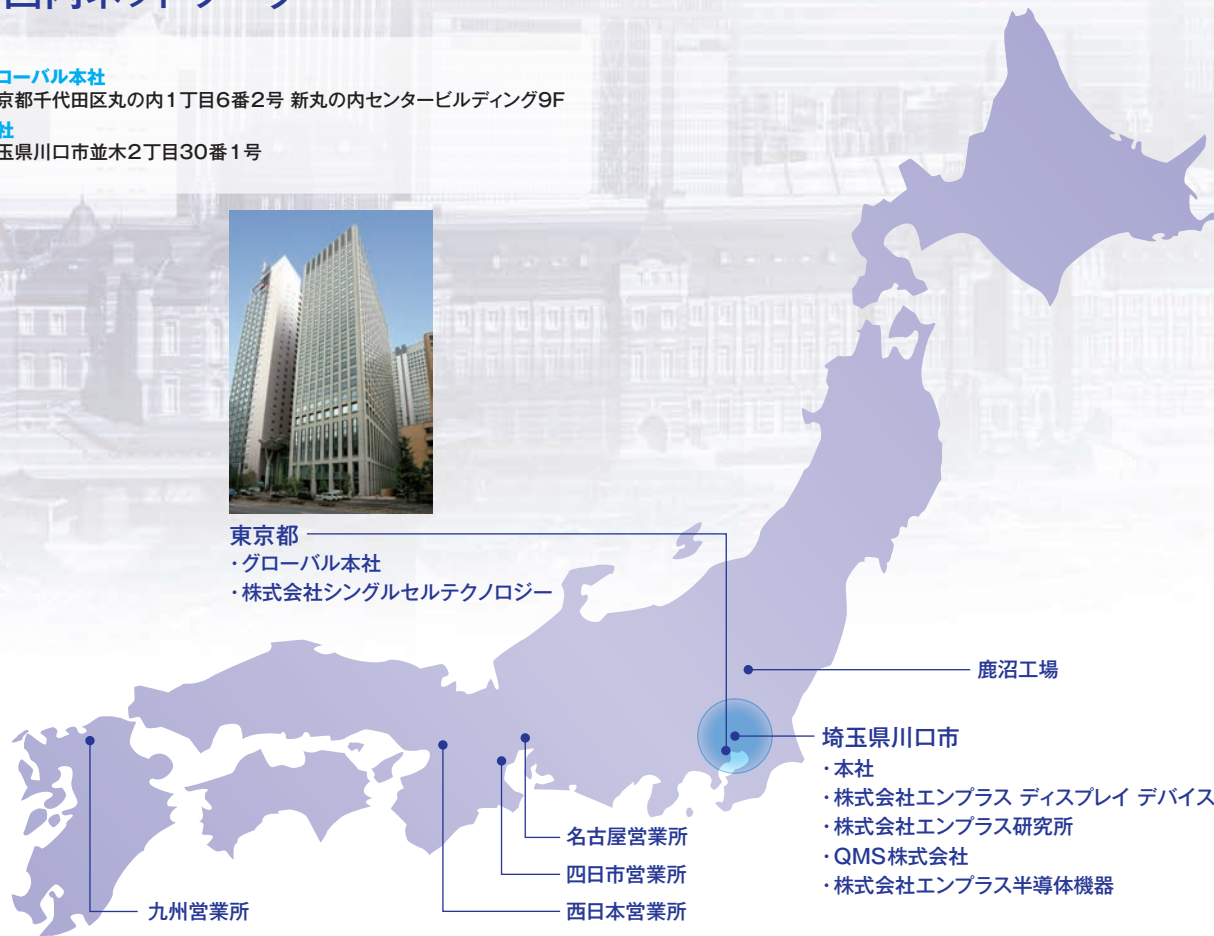 コーバル本社
京都千代田区丸の内1丁目6番2号 新丸の内センタービルディング9F
社
玉県川口市並木2丁目30番1号
東京都
・グローバル本社
・株式会社シングルセルテクノロジー
鹿沼工場
埼玉県川口市
・本社
・株式会社エンプラス ディスプレイ デバイス
・株式会社エンプラス研究所
・QMS株式会社
・株式会社エンプラス半導体機器
名古屋営業所
四日市営業所
西日本営業所
九州営業所